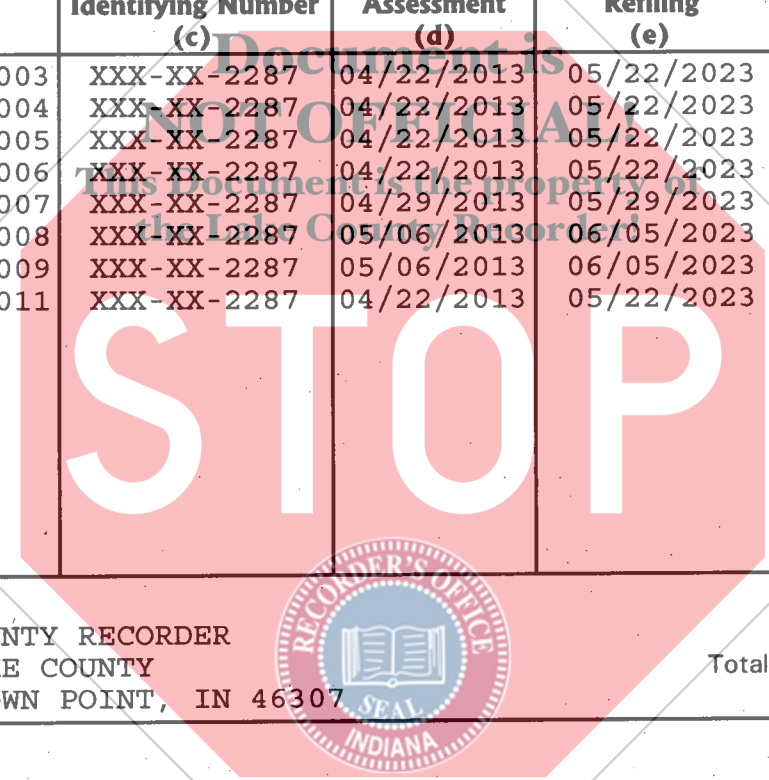 Identifying Number Assessment Refiling
(c) (d) (e)
003 XXX-XX-2287 04/22/2013 05/22/2023
004 XXX-XX-2287 04/22/2013 05/22/2023
005 XXX-XX-2287 04/22/2013 05/22/2023
006 XXX-XX-2287 04/22/2013 05/22/2023
007 XXX-XX-2287 04/29/2013 05/29/2023
008 XXX-XX-2287 05/06/2013 06/05/2023
009 XXX-XX-2287 05/06/2013 06/05/2023
011 XXX-XX-2287 04/22/2013 05/22/2023
Document is
NOT OFFICIAL!
This Document is the property of
the Lake County Recorder!
STOP
NTY RECORDER
E COUNTY
WN POINT, IN 46307
Total
RECORDER'S OFFICE
SEAL
INDIANA